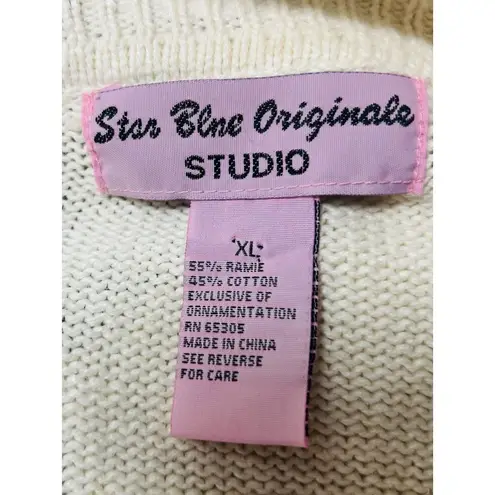 Star Blue Originals
STUDIO
XL
55% RAMIE
45% COTTON
EXCLUSIVE OF
ORNAMENTATION
RN 65305
MADE IN CHINA
SEE REVERSE
FOR CARE